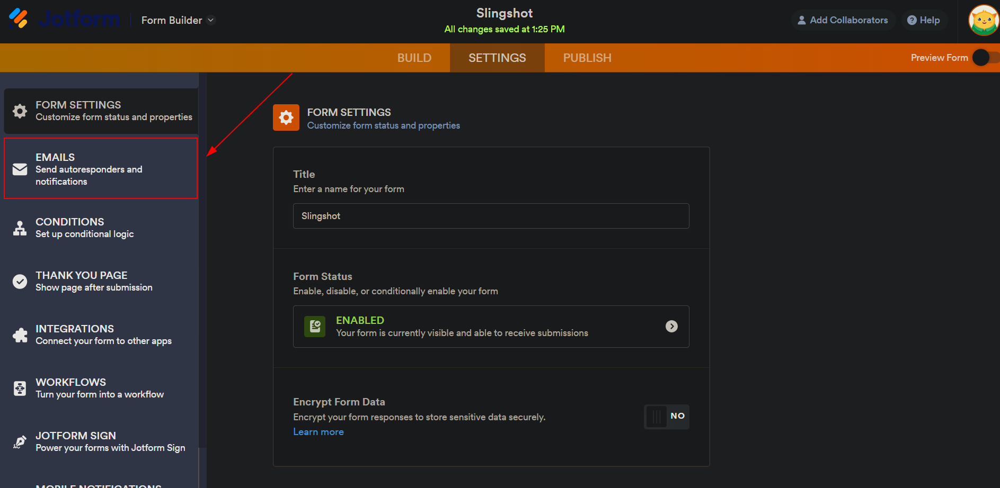 Jotform
Form Builder
Slingshot
All changes saved at 1:25 PM
Add Collaborators
Help
BUILD
SETTINGS
PUBLISH
Preview Form
FORM SETTINGS
Customize form status and properties
EMAILS
Send autoresponders and
notifications
CONDITIONS
Set up conditional logic
THANK YOU PAGE
Show page after submission
INTEGRATIONS
Connect your form to other apps
WORKFLOWS
Turn your form into a workflow
JOTFORM SIGN
Power your forms with Jotform Sign
MOBILE NOTIFICATIONS
FORM SETTINGS
Customize form status and properties
Title
Enter a name for your form
Slingshot
Form Status
Enable, disable, or conditionally enable your form
ENABLED
Your form is currently visible and able to receive submissions
Encrypt Form Data
Encrypt your form responses to store sensitive data securely.
Learn more
NO